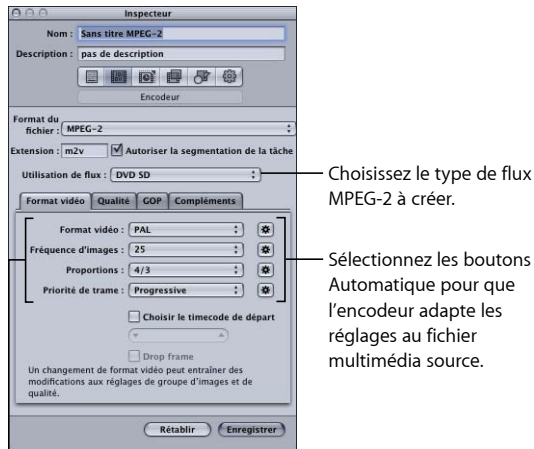 Inspecteur
Nom : Sans titre MPEG-2
Description : pas de description
Encodeur
Format du
fichier : MPEG-2
Extension : m2v Autoriser la segmentation de la tâche
Utilisation de flux : DVD SD
Choisissez le type de flux
MPEG-2 à créer.
Format vidéo Qualité GOP Compléments
Format vidéo : PAL
Fréquence d'images : 25
Proportions : 4/3
Priorité de trame : Progressive
Sélectionnez les boutons
Automatique pour que
l'encodeur adapte les
réglages au fichier
multimédia source.
Choisir le timecode de départ
Drop frame
Un changement de format vidéo peut entraîner des
modifications aux réglages de groupe d'images et de
qualité.
Rétablir Enregistrer